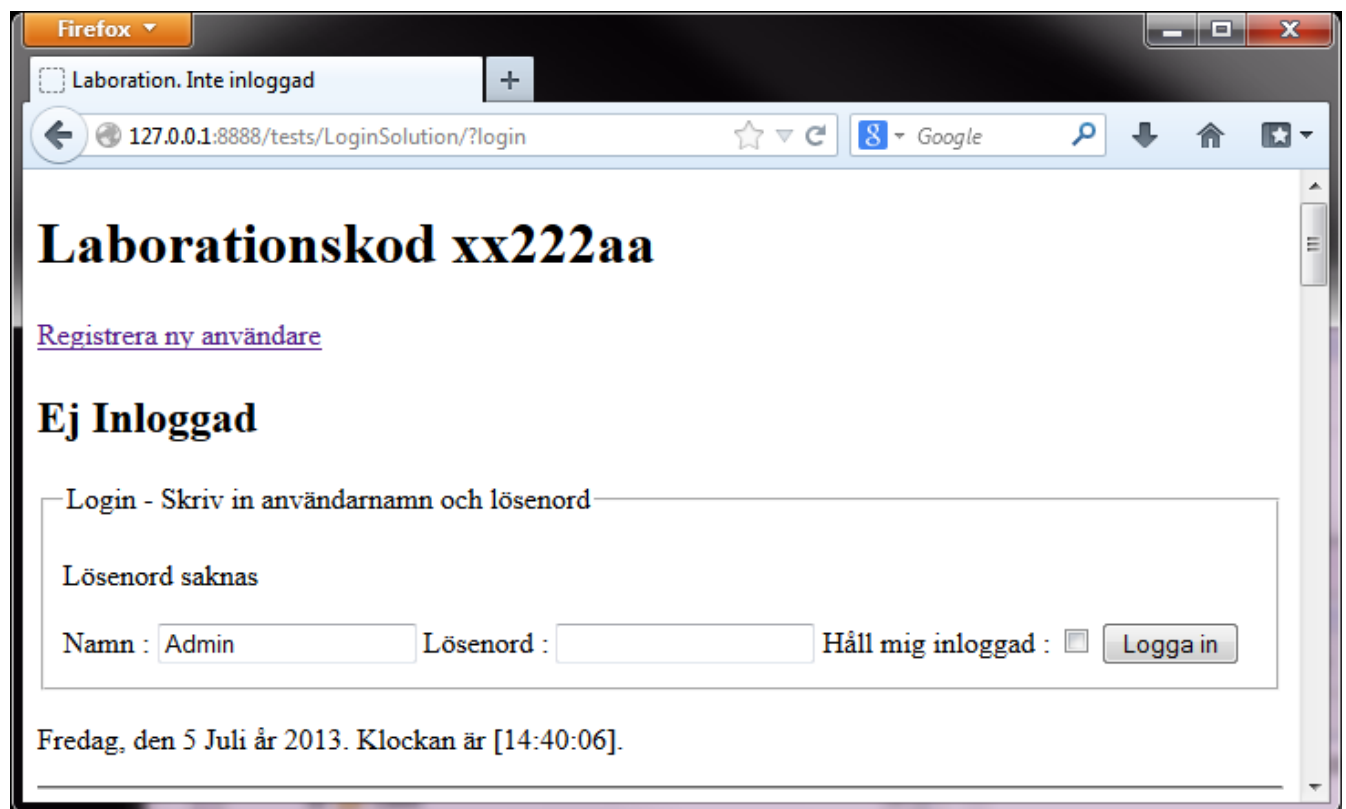 Firefox
Laboration. Inte inloggad
127.0.0.1:8888/tests/LoginSolution/?login
8 Google
Laborationskod xx222aa
Registrera ny användare
Ej Inloggad
Login - Skriv in användarnamn och lösenord
Lösenord saknas
Namn : Admin Lösenord : Håll mig inloggad : Logga in
Fredag, den 5 Juli år 2013. Klockan är [14:40:06].